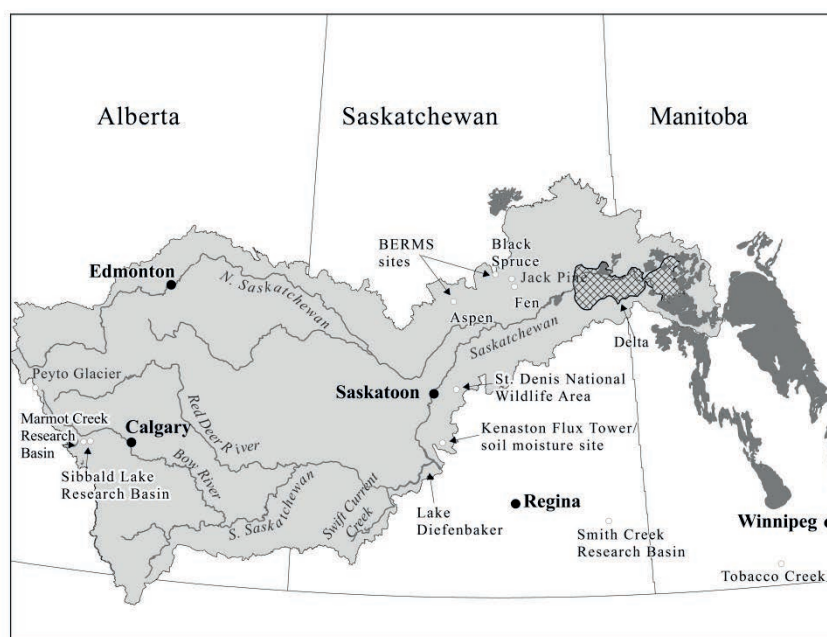 Alberta
Saskatchewan
Manitoba
BERMS
sites
Black
Spruce
Jack Pine
Fen
Aspen
Edmonton
N. Saskatchewan
Saskatchewan
Delta
Peyto Glacier
Saskatoon
St. Denis National
Wildlife Area
Marmot Creek
Research
Basin
Calgary
Red Deer River
Kenaston Flux Tower/
soil moisture site
Sibbald Lake
Research Basin
Bow River
S. Saskatchewan
Swift Current
Creek
Lake
Diefenbaker
Regina
Smith Creek
Research Basin
Winnipeg
Tobacco Creek